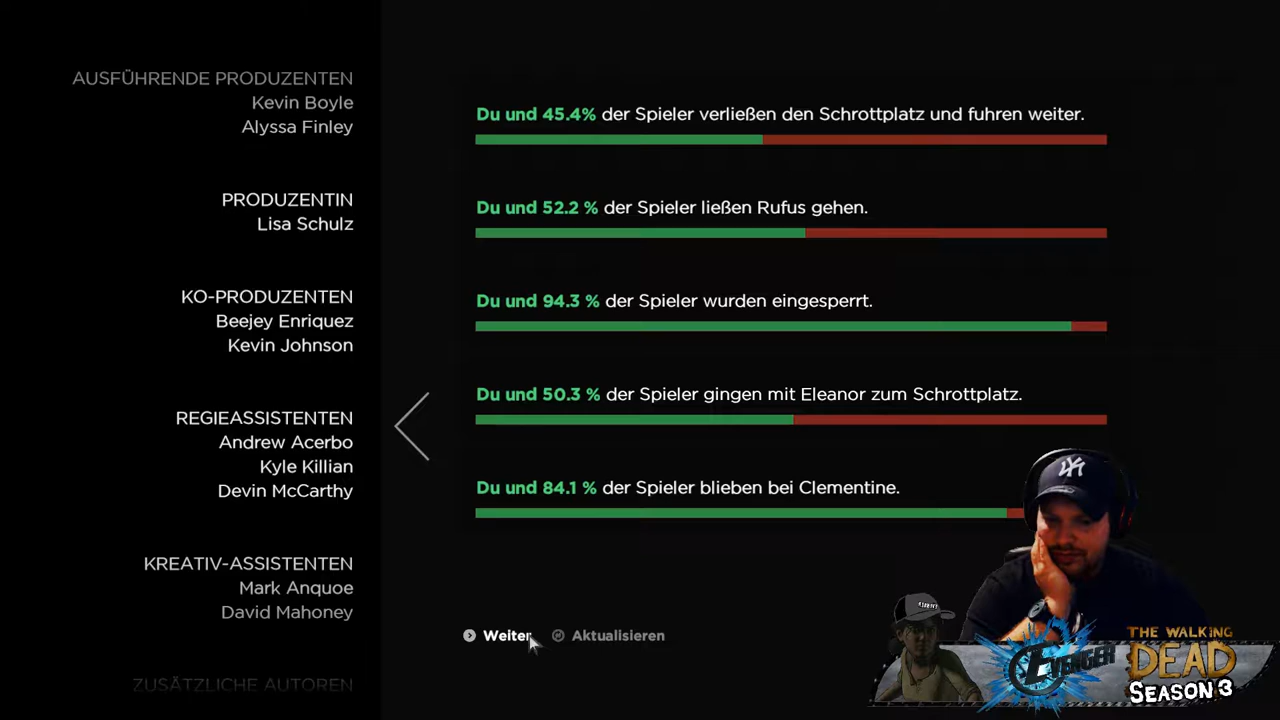 AUSFÜHRENDE PRODUZENTEN
Kevin Boyle
Alyssa Finley
PRODUZENTIN
Lisa Schulz
KO-PRODUZENTEN
Beejey Enriquez
Kevin Johnson
REGIEASSISTENTEN
Andrew Acerbo
Kyle Killian
Devin McCarthy
KREATIV-ASSISTENTEN
Mark Anquoe
David Mahoney
ZUSÄTZLICHE AUTOREN
Du und 45.4% der Spieler verließen den Schrottplatz und fuhren weiter.
Du und 52.2 % der Spieler ließen Rufus gehen.
Du und 94.3 % der Spieler wurden eingesperrt.
Du und 50.3 % der Spieler gingen mit Eleanor zum Schrottplatz.
Du und 84.1 % der Spieler blieben bei Clementine.
Weiter
Aktualisieren
NY
EVENGER
THE WALKING
DEAD
SEASON 3